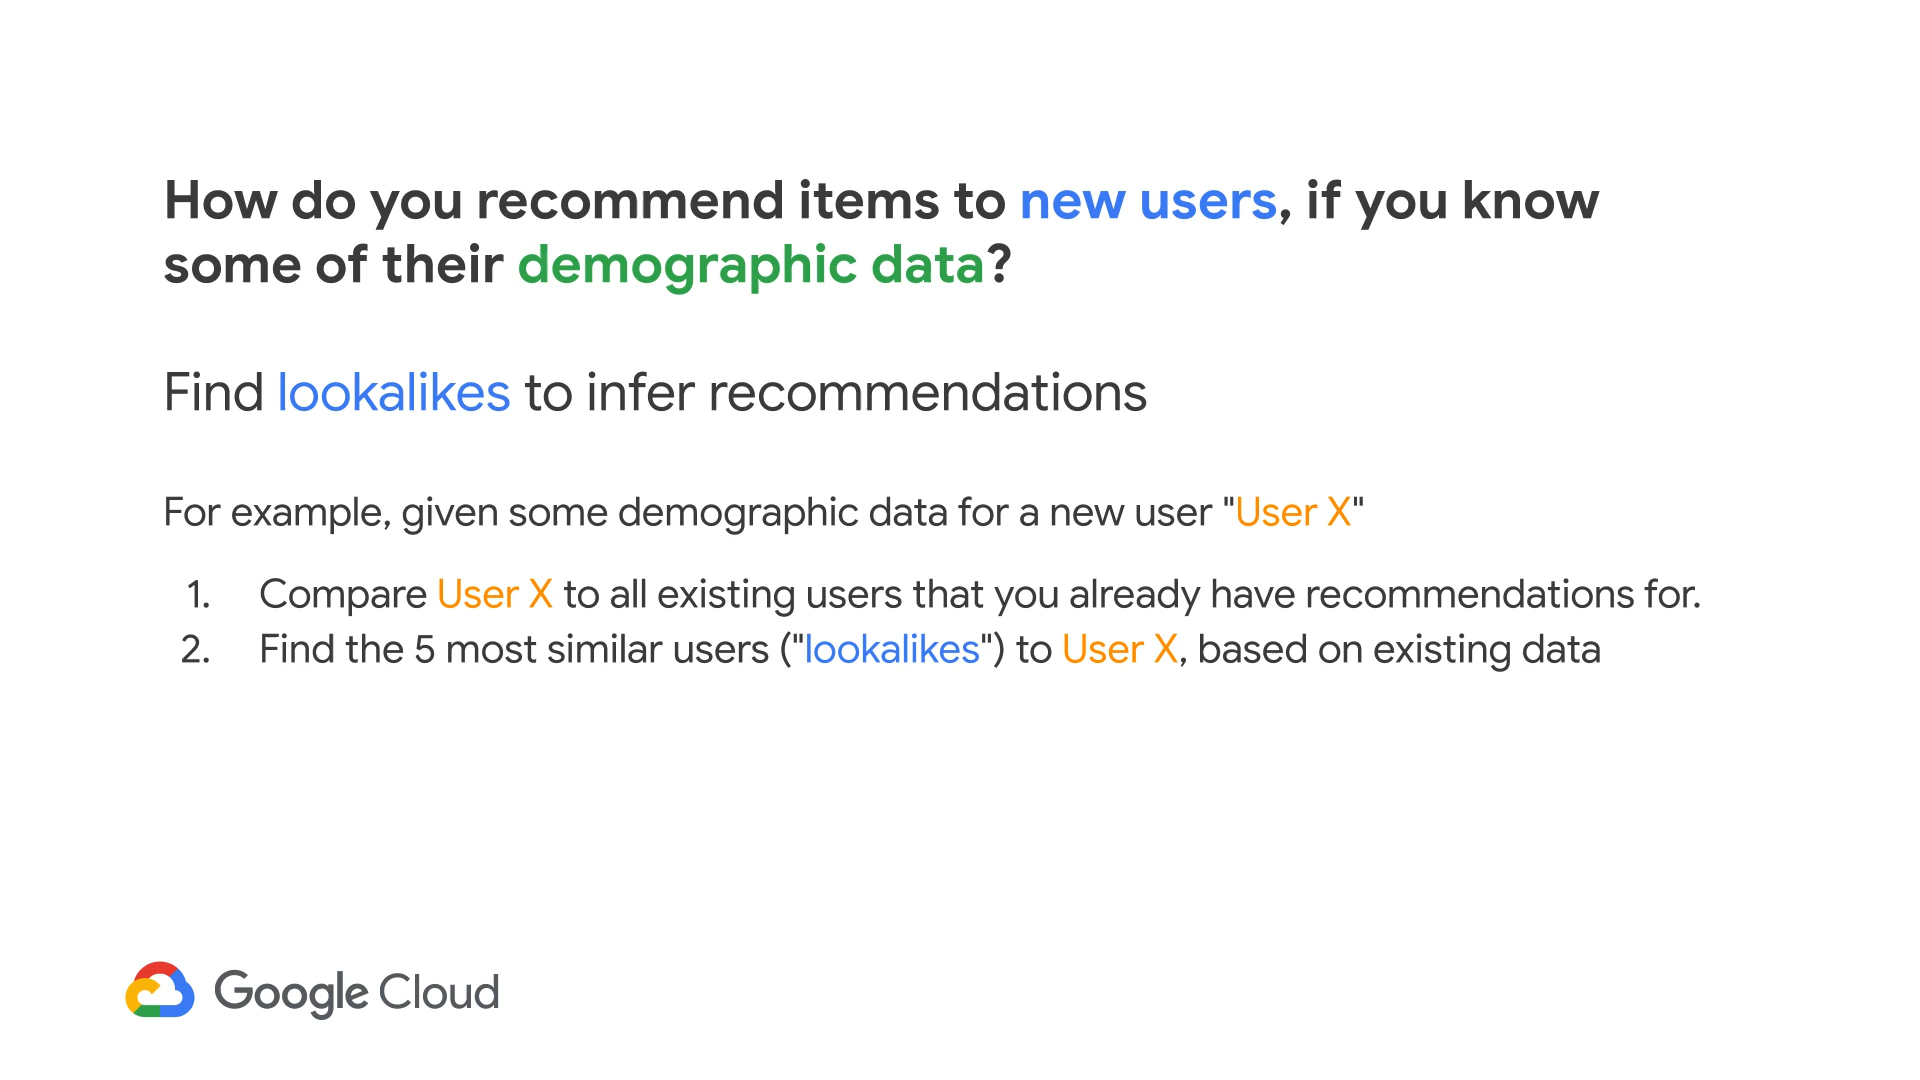 How do you recommend items to new users, if you know
some of their demographic data?
Find lookalikes to infer recommendations
For example, given some demographic data for a new user "User X"
1. Compare User X to all existing users that you already have recommendations for.
2. Find the 5 most similar users ("lookalikes") to User X, based on existing data
Google Cloud